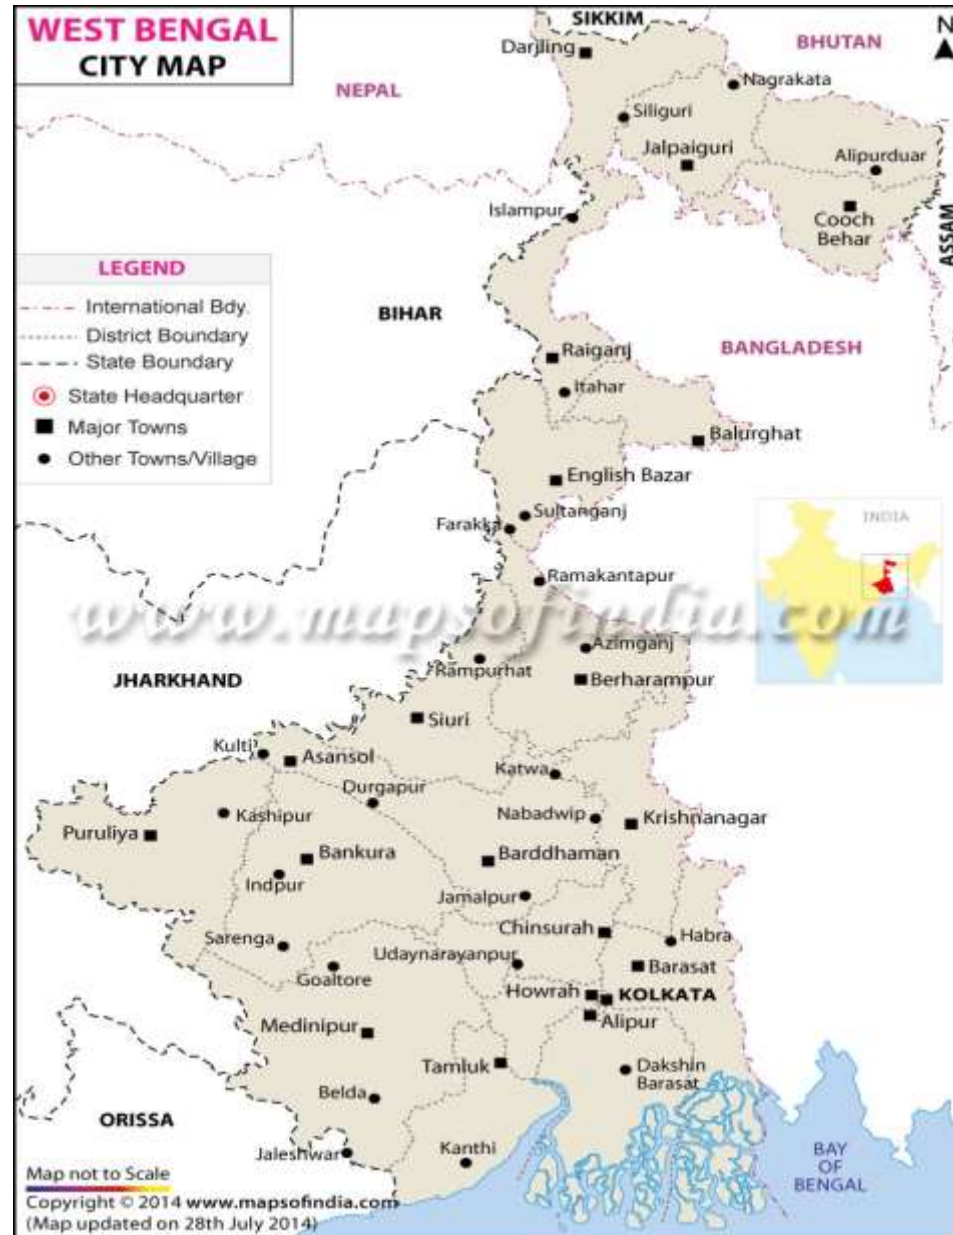 WEST BENGAL
CITY MAP
SIKKIM
BHUTAN
N
NEPAL
Darjling
Nagrakata
Siliguri
Jalpaiguri
Alipurduar
Islampur
Cooch
Behar
ASSAM
LEGEND
International Bdy.
District Boundary
State Boundary
State Headquarter
Major Towns
Other Towns/Village
BIHAR
BANGLADESH
Raiganj
Itahar
Balurghat
English Bazar
Sultanganj
Farakka
INDIA
Ramakantapur
www.mapsofindia.com
Azimganj
Rampurhat
Berharampur
JHARKHAND
Siuri
Kulti
Asansol
Katwa
Durgapur
Kashipur
Nabadwip
Krishnanagar
Puruliya
Bankura
Barddhaman
Indpur
Jamalpur
Chinsurah
Habra
Sarenga
Udaynarayanpur
Goaltore
Barasat
Howrah
KOLKATA
Alipur
Medinipur
Tamluk
Dakshin
Barasat
Belda
ORISSA
Jaleshwar
Kanthi
BAY
OF
BENGAL
Map not to Scale
Copyright © 2014 www.mapsofindia.com
(Map updated on 28th July 2014)